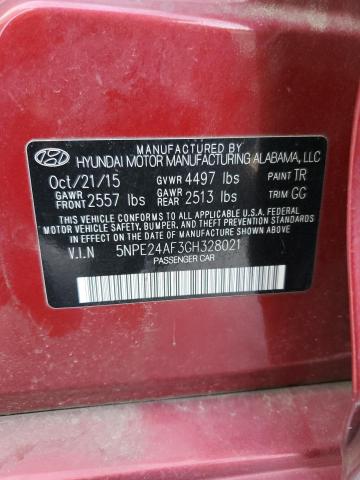 HYUNDAI MOTOR MANUFACTURING ALABAMA, LLC
Oct/21/15 GVWR 4497 lbs PAINT TR
GAWR FRONT 2557 lbs GAWR REAR 2513 lbs TRIM GG
THIS VEHICLE CONFORMS TO ALL APPLICABLE U.S.A. FEDERAL
MOTOR VEHICLE SAFETY, BUMPER, AND THEFT PREVENTION
STANDARDS IN EFFECT ON THE DATE OF MANUFACTURE SHOWN ABOVE.
V.I.N 5NPE24AF3GH328021
PASSENGER CAR